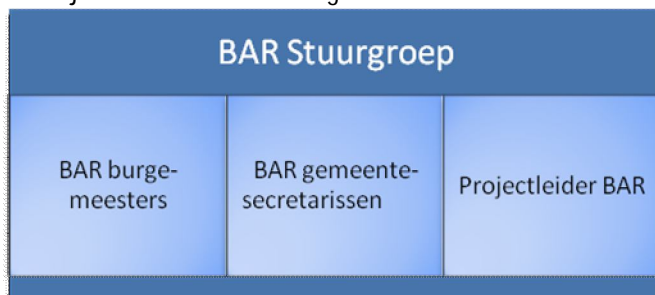 BAR Stuurgroep
BAR burge-
meesters
BAR gemeente-
secretarissen
Projectleider BAR